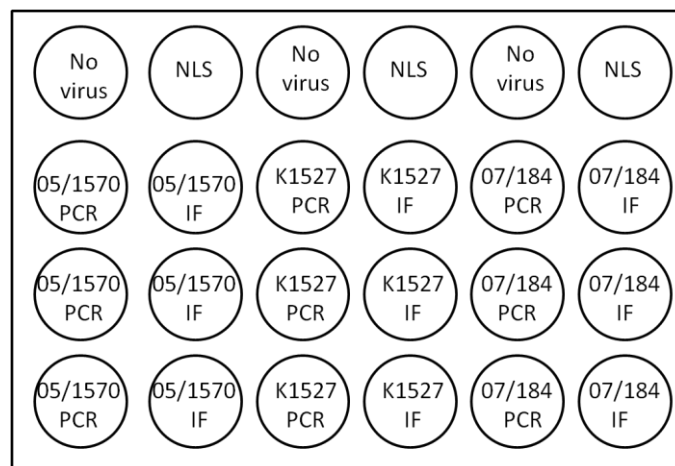 No virus NLS No virus NLS No virus NLS
05/1570 PCR 05/1570 IF K1527 PCR K1527 IF 07/184 PCR 07/184 IF
05/1570 PCR 05/1570 IF K1527 PCR K1527 IF 07/184 PCR 07/184 IF
05/1570 PCR 05/1570 IF K1527 PCR K1527 IF 07/184 PCR 07/184 IF